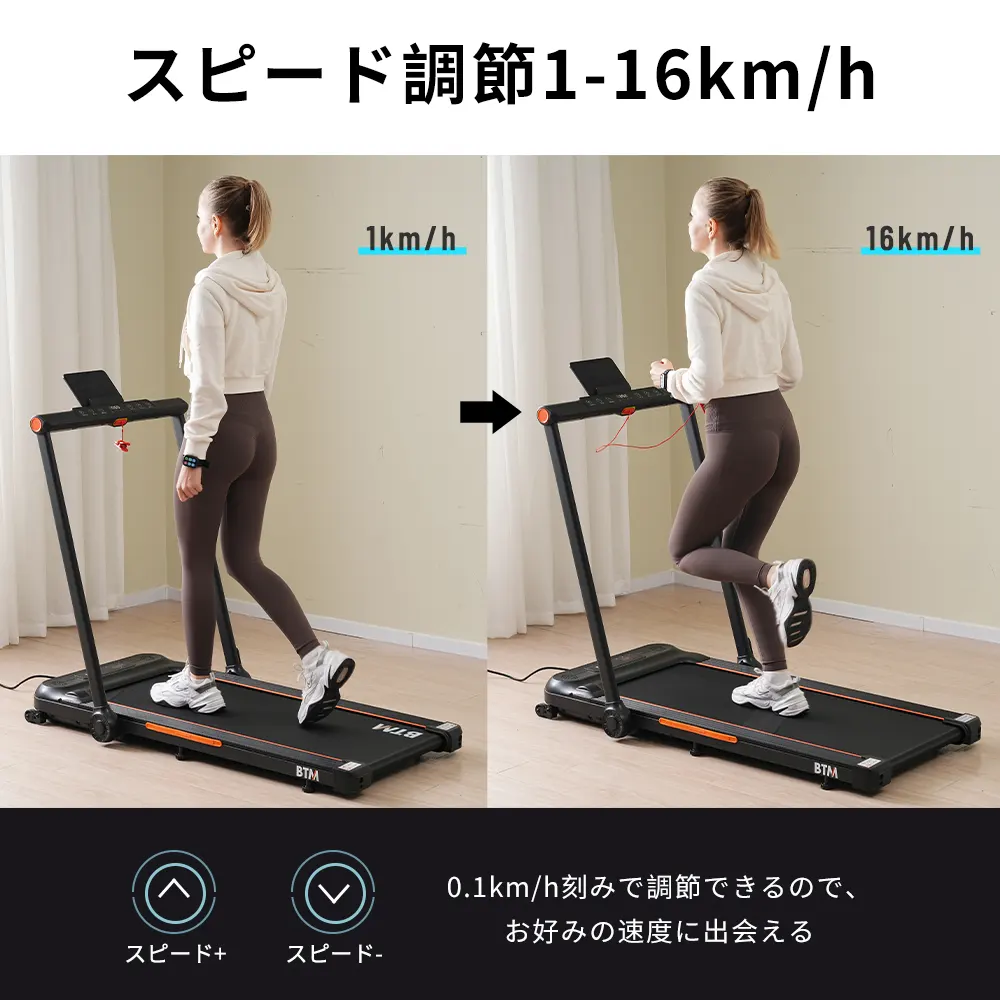 スピード調節1-16km/h
1km/h
16km/h
BTM
BTM
BTM
スピード+
スピード-
0.1km/h刻みで調節できるので、
お好みの速度に出会える